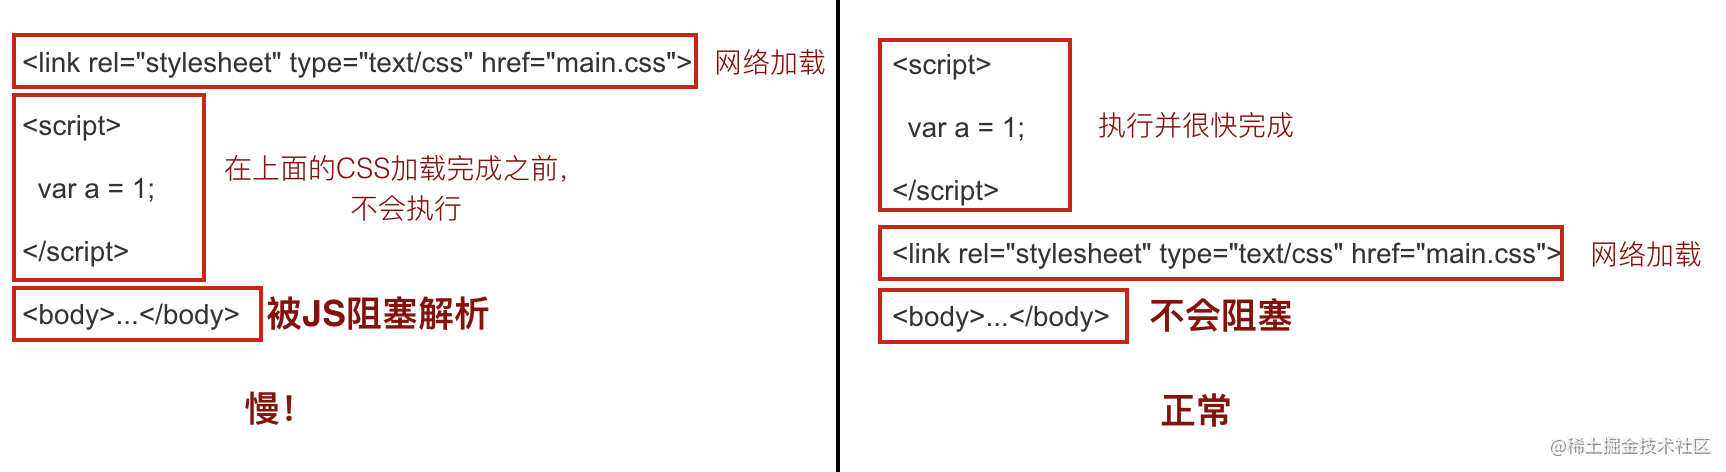 <link rel="stylesheet" type="text/css" href="main.css">
网络加载
<script>
var a = 1;
</script>
在上面的CSS加载完成之前，
不会执行
<body>...</body>
被JS阻塞解析
慢！
<script>
var a = 1;
</script>
执行并很快完成
<link rel="stylesheet" type="text/css" href="main.css">
网络加载
<body>...</body>
不会阻塞
正常
@稀土掘金技术社区